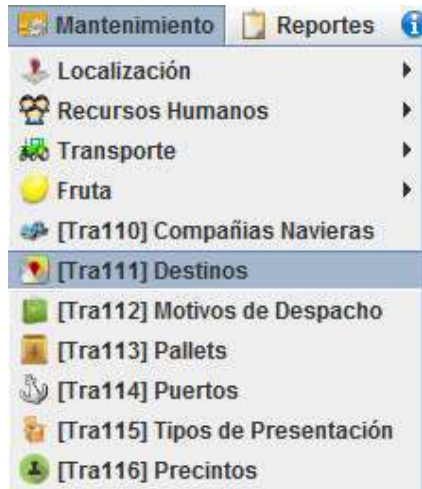 Mantenimiento Reportes
Localización
Recursos Humanos
Transporte
Fruta
[Tra110] Compañias Navieras
[Tra111] Destinos
[Tra112] Motivos de Despacho
[Tra113] Pallets
[Tra114] Puertos
[Tra115] Tipos de Presentación
[Tra116] Precintos